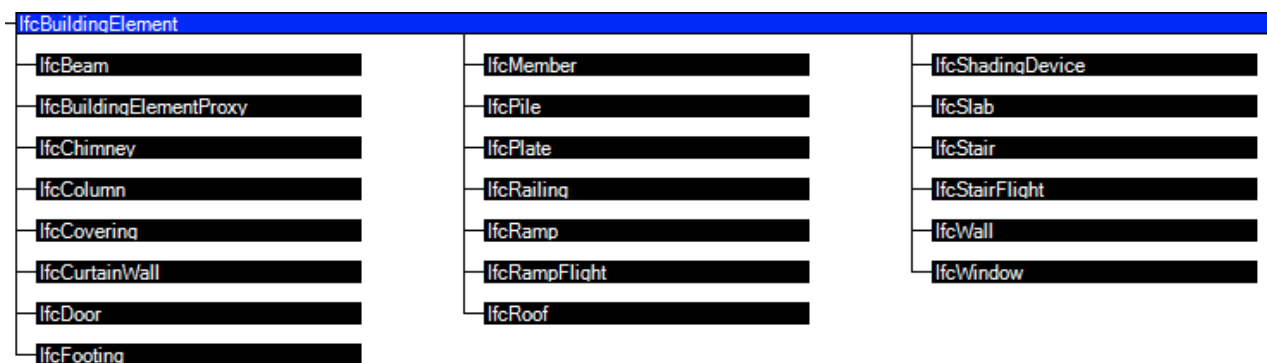 IfcBuildingElement
IfcBeam
IfcBuildingElementProxy
IfcChimney
IfcColumn
IfcCovering
IfcCurtainWall
IfcDoor
IfcFooting
IfcMember
IfcPile
IfcPlate
IfcRailing
IfcRamp
IfcRampFlight
IfcRoof
IfcShadingDevice
IfcSlab
IfcStair
IfcStairFlight
IfcWall
IfcWindow